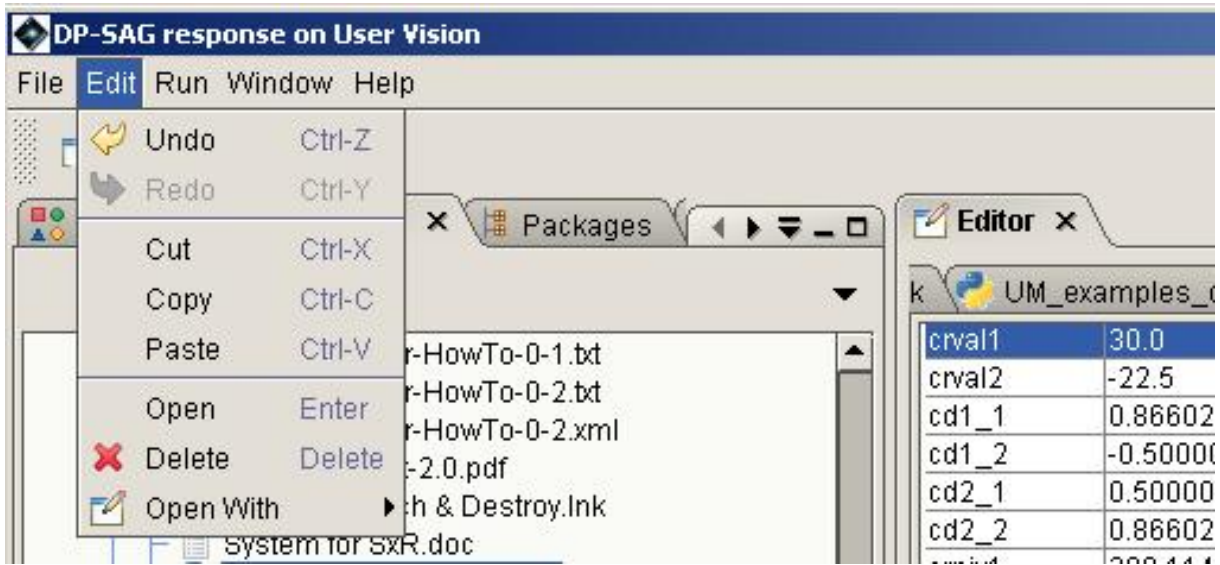 DP-SAG response on User Vision
File Edit Run Window Help
Undo Ctrl-Z
Redo Ctrl-Y
Cut Ctrl-X
Copy Ctrl-C
Paste Ctrl-V
Open Enter
Delete Delete
Open With
Packages
r-HowTo-0-1.txt
r-HowTo-0-2.txt
r-HowTo-0-2.xml
-2.0.pdf
h & Destroy.lnk
System for SxR.doc
Editor
k UM_examples_
crval1 30.0
crval2 -22.5
cd1_1 0.86602
cd1_2 -0.50000
cd2_1 0.50000
cd2_2 0.86602